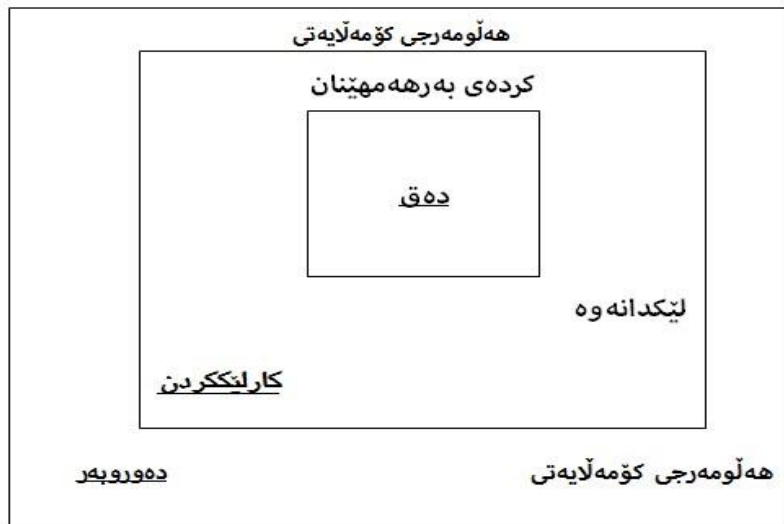 هەڵومەرجی کۆمەڵایەتی
کردەی بەرهەمهێنان
دەق
لێکدانەوە
کارلێککردن
هەڵومەرجی کۆمەڵایەتی
دەوروبەر